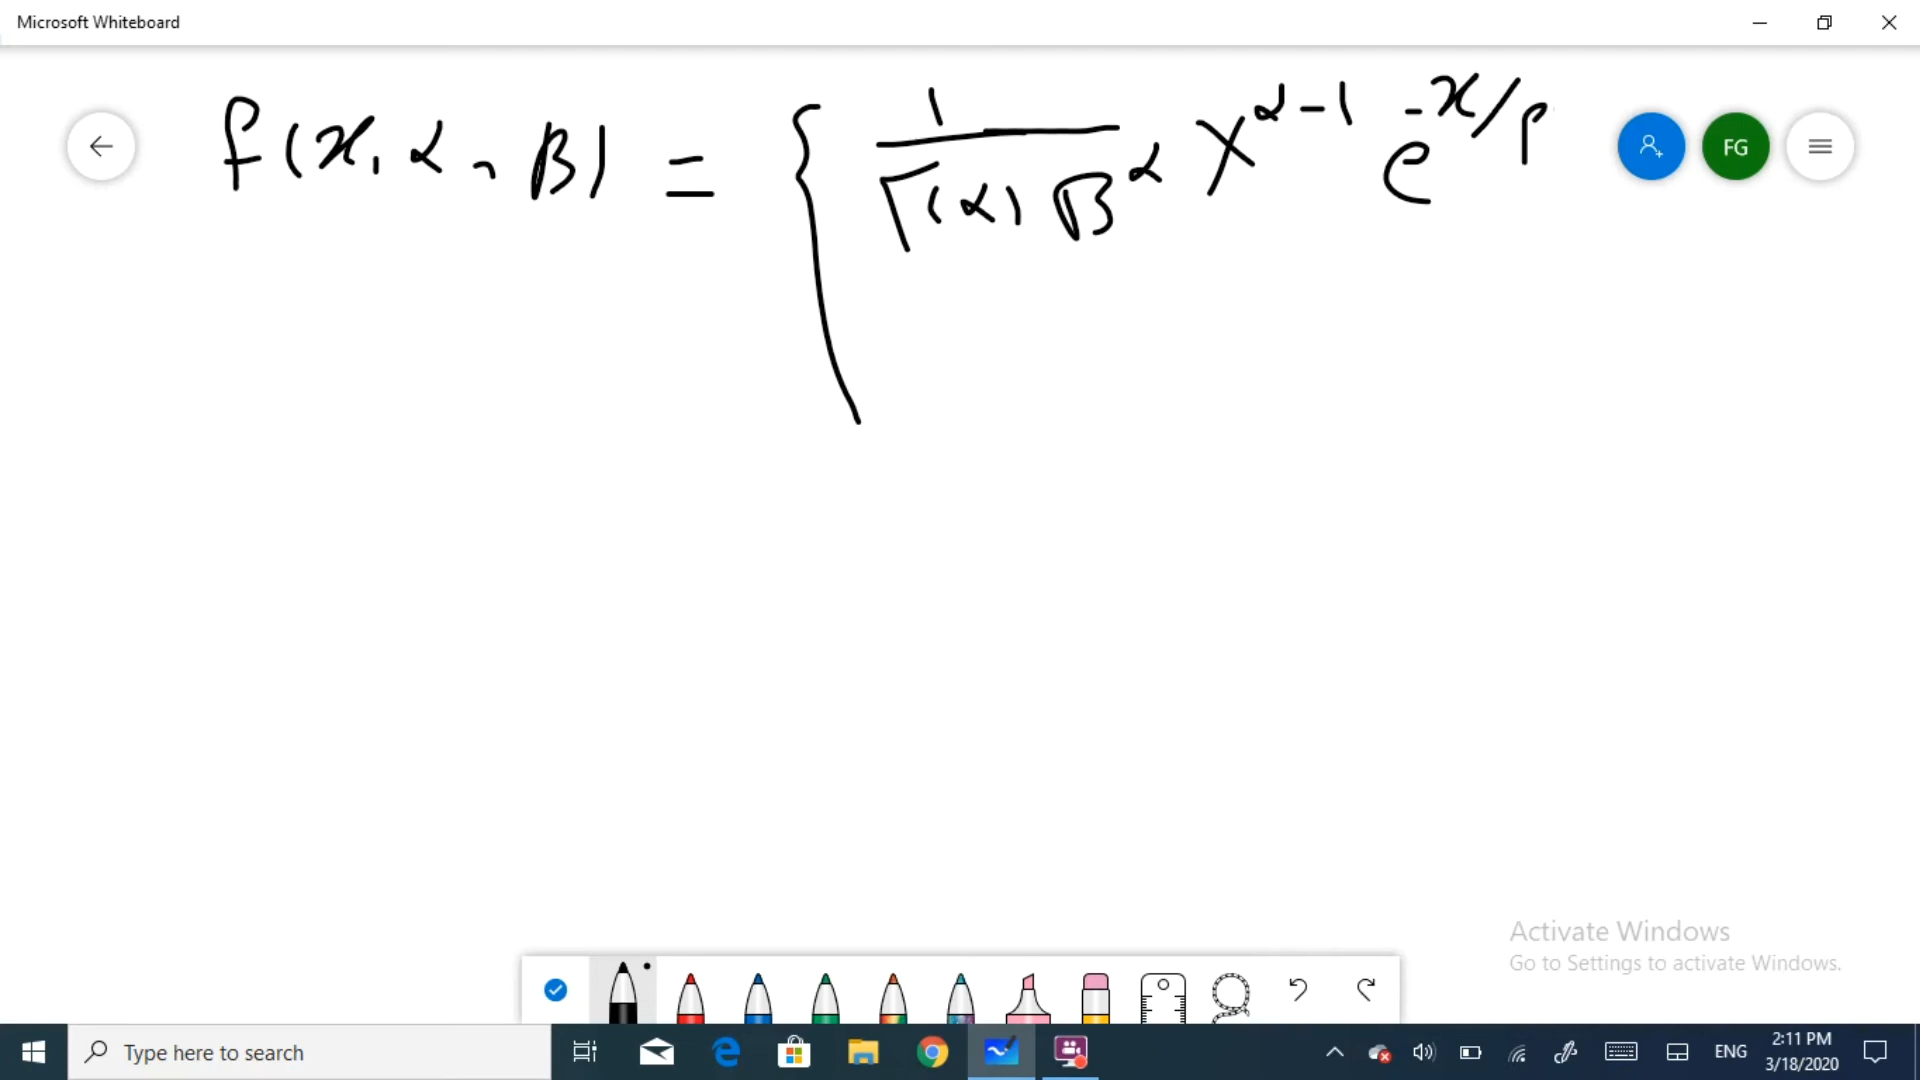 Microsoft Whiteboard
f(x, α, β) = { 1 / Γ(α) β^α x^(α-1) e^(-x/β
FG
Activate Windows
Go to Settings to activate Windows.
Type here to search
ENG
2:11 PM
3/18/2020